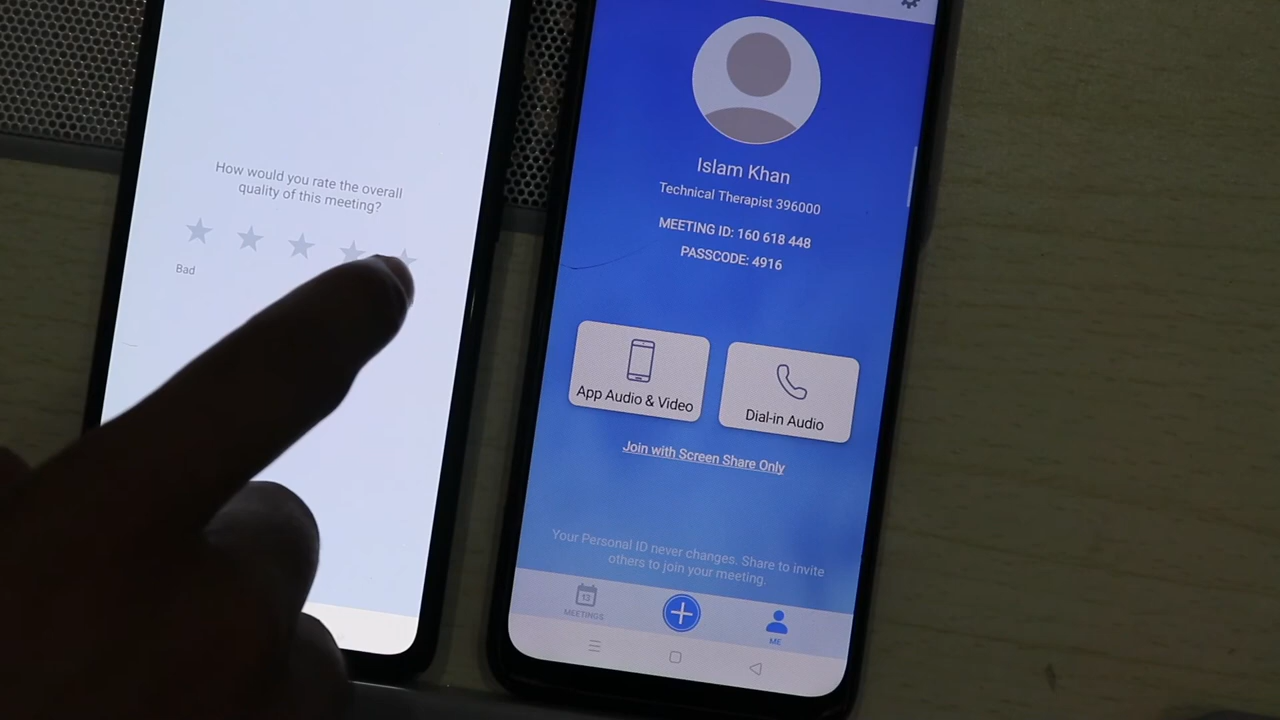 How would you rate the overall
quality of this meeting?
Bad
Islam Khan
Technical Therapist 396000
MEETING ID: 160 618 448
PASSCODE: 4916
App Audio & Video
Dial-in Audio
Join with Screen Share Only
Your Personal ID never changes. Share to invite
others to join your meeting.
13
MEETINGS
ME